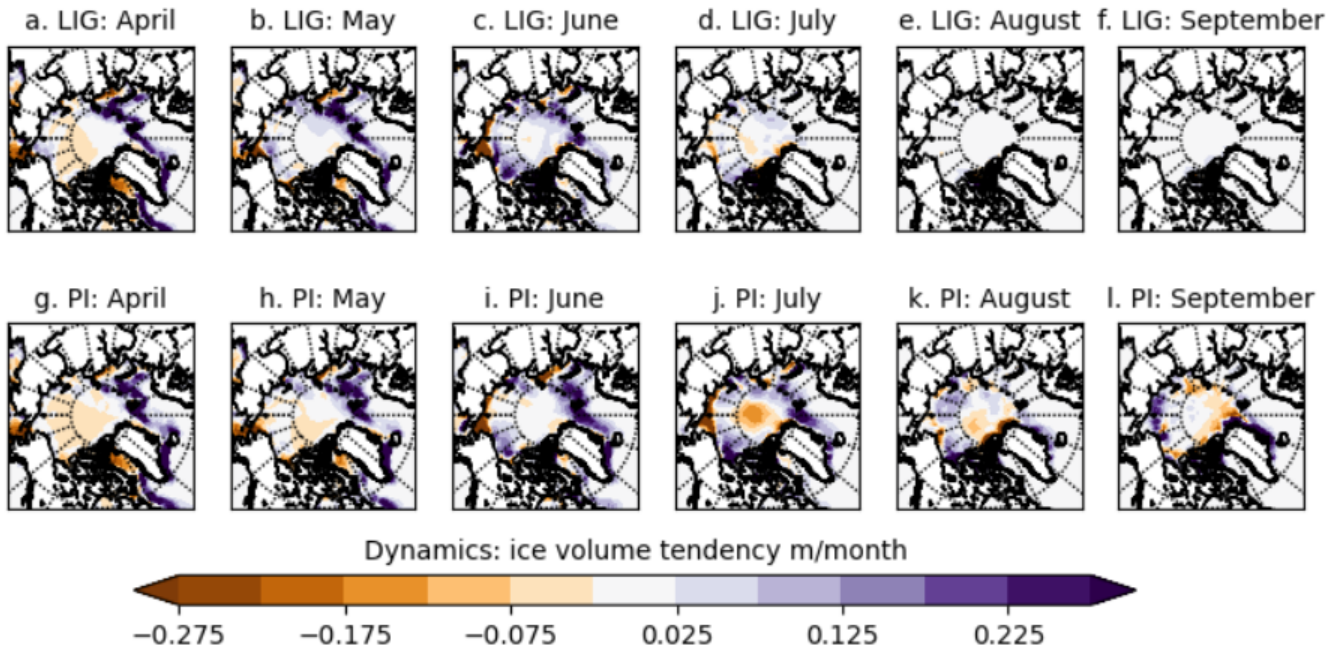 a. LIG: April b. LIG: May c. LIG: June d. LIG: July e. LIG: August f. LIG: September
g. PI: April h. PI: May i. PI: June j. PI: July k. PI: August l. PI: September
Dynamics: ice volume tendency m/month
−0.275 −0.175 −0.075 0.025 0.125 0.225